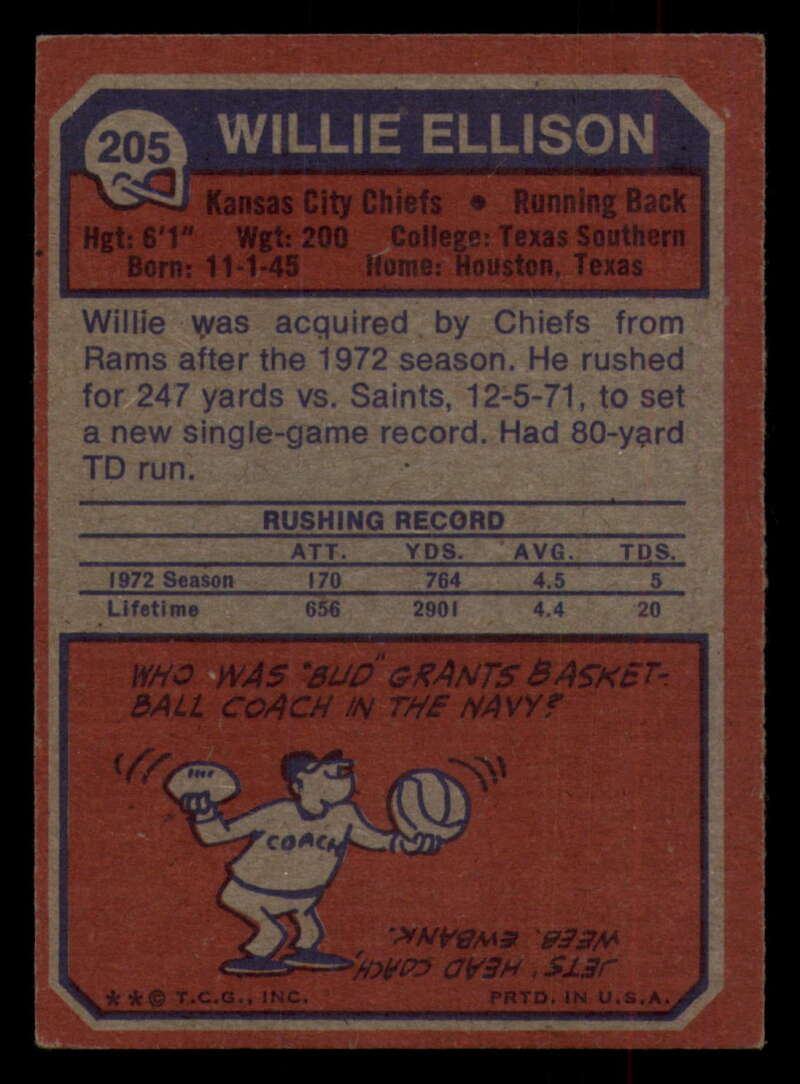 205
WILLIE ELLISON
Kansas City Chiefs • Running Back
Hgt: 6'1" Wgt: 200 College: Texas Southern
Born: 11-1-45 Home: Houston, Texas
Willie was acquired by Chiefs from
Rams after the 1972 season. He rushed
for 247 yards vs. Saints, 12-5-71, to set
a new single-game record. Had 80-yard
TD run.
RUSHING RECORD
ATT. YDS. AVG. TDS.
1972 Season 170 764 4.5 5
Lifetime 656 2901 4.4 20
WHO WAS "BUD" GRANTS BASKET-
BALL COACH IN THE NAVY?
COACH
JETS' HEAD COACH,
WEEB EWBANK.
**© T.C.G., INC. PRTD. IN U.S.A.